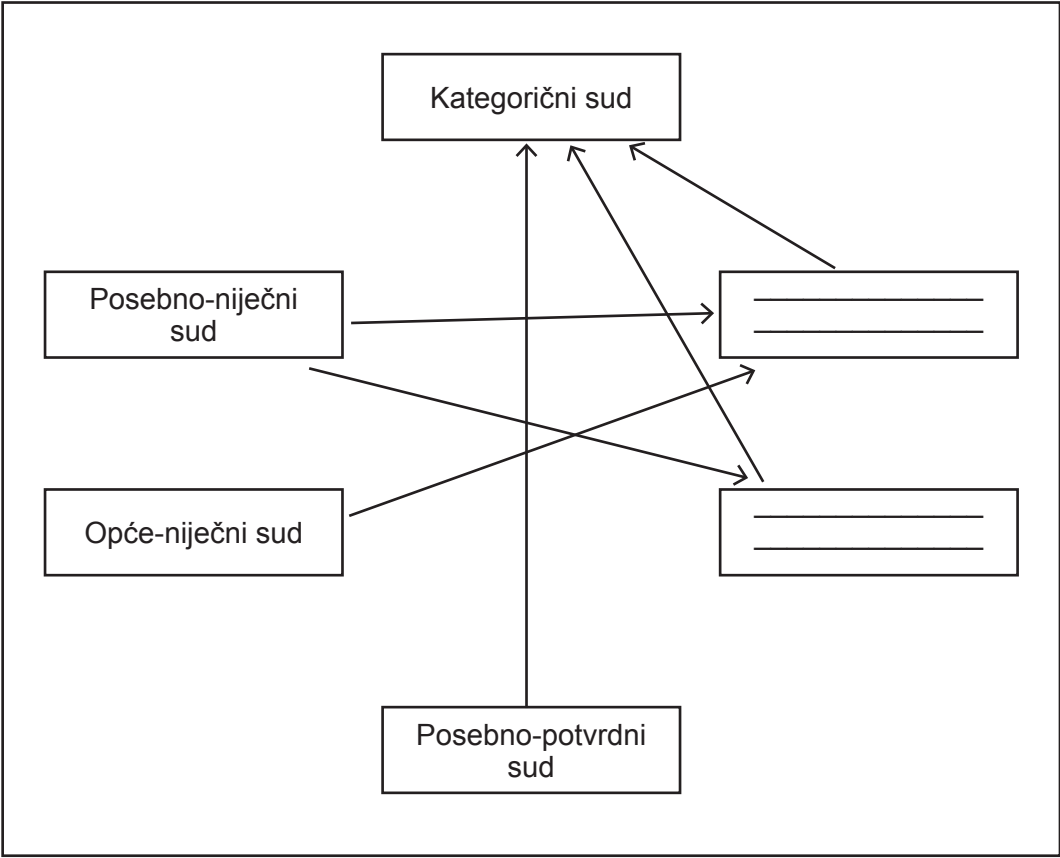 Kategorični sud
Posebno-niječni
sud
Opće-niječni sud
Posebno-potvrdni
sud